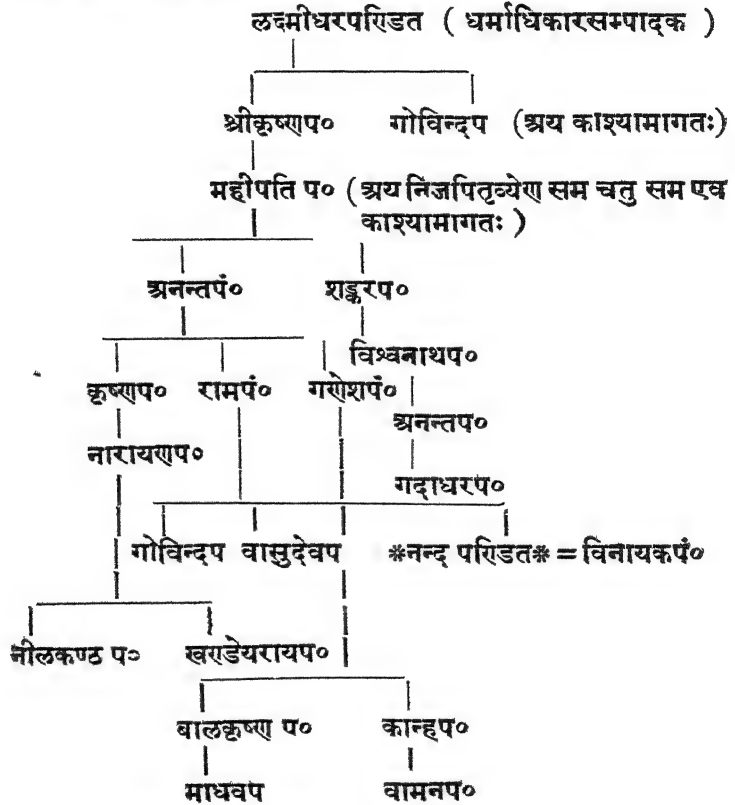 लक्ष्मीधरपण्डित ( धर्माधिकारसम्पादक )
श्रीकृष्णप० गोविन्दप (अय काश्यामागतः)
महीपति प० (अय निजपितृव्येण सम चतु सम एव
काश्यामागतः )
अनन्तपं० शङ्करप०
विश्वनाथप०
कृष्णप० रामपं० गणेशपं०
अनन्तप०
नारायणप०
गदाधरप०
गोविन्दप वासुदेवप *नन्द पण्डित* = विनायकपं०
नीलकण्ठ प० खण्डेयरायप०
बालकृष्ण प० कान्हप०
माधवप वामनप०